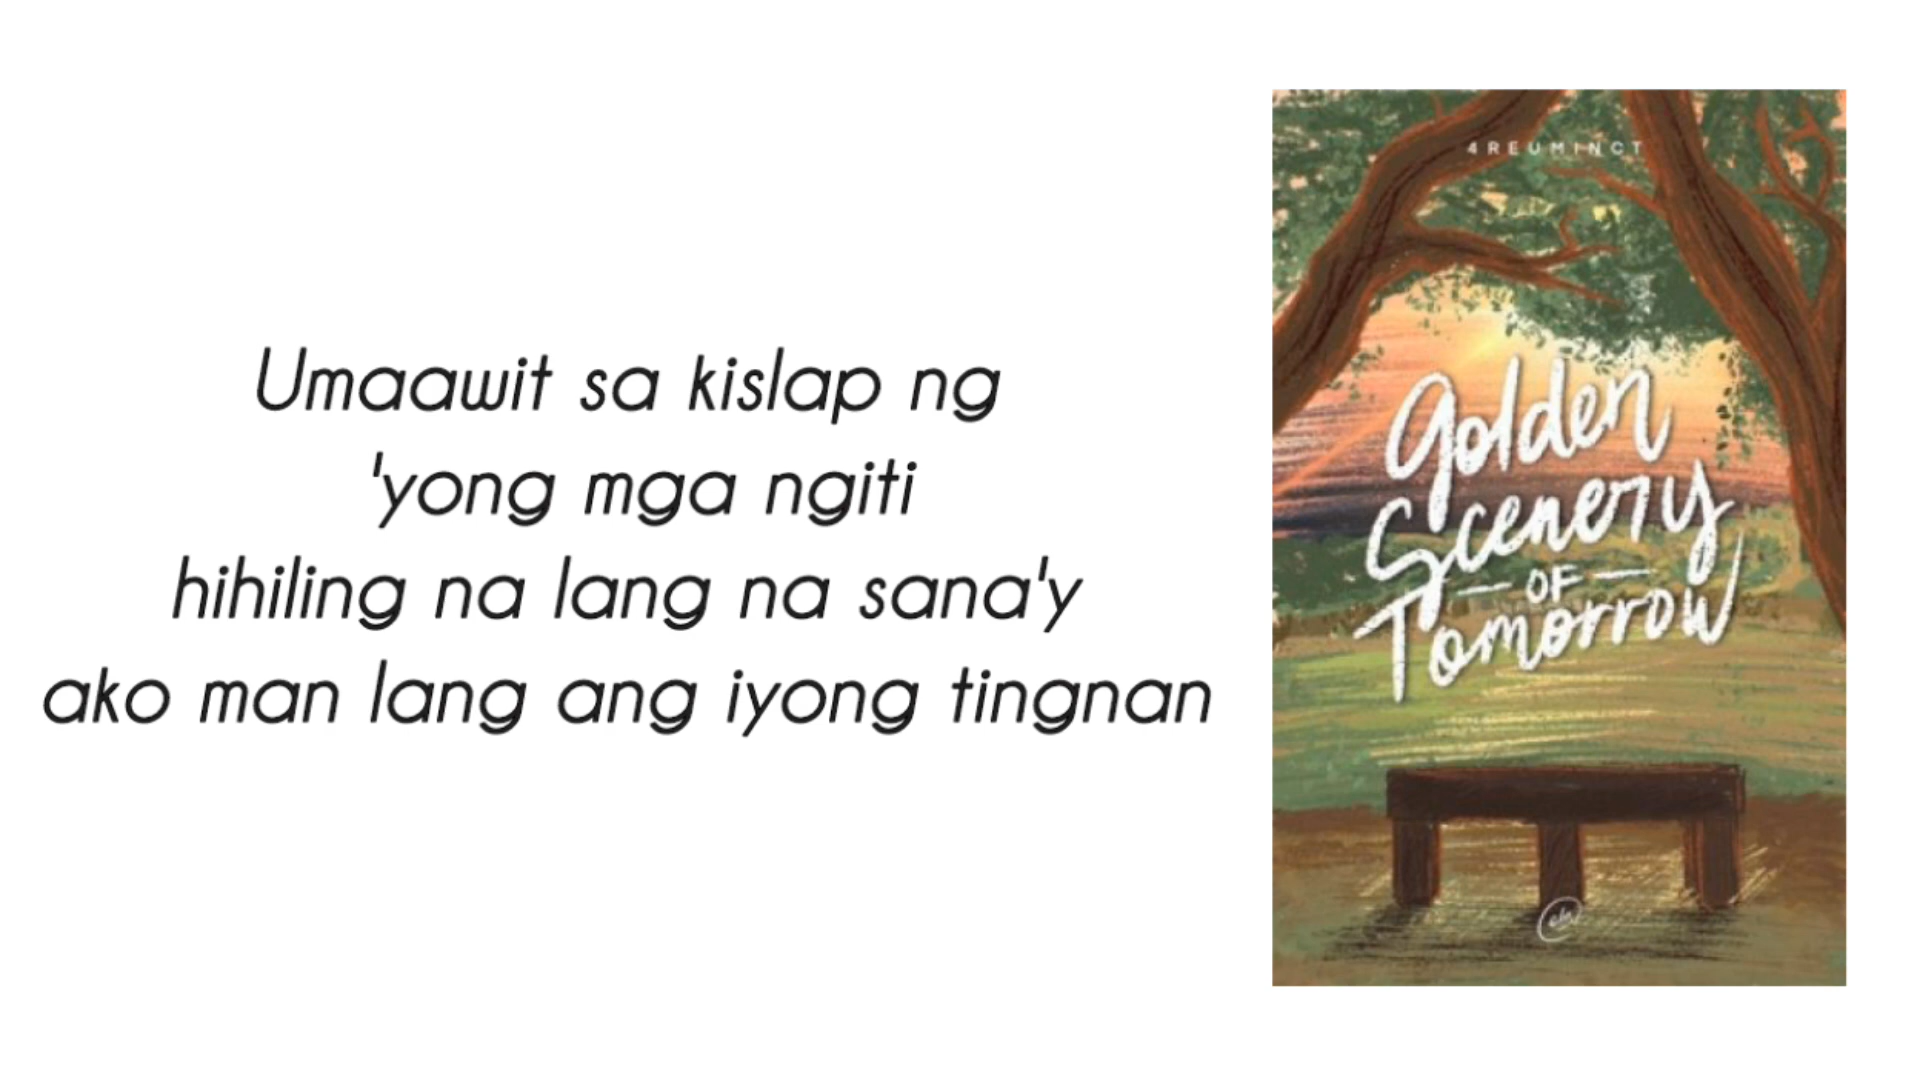 Umaawit sa kislap ng
'yong mga ngiti
hihiling na lang na sana'y
ako man lang ang iyong tingnan
4REUMINCT
Golden
Scenery
OF
Tomorrow